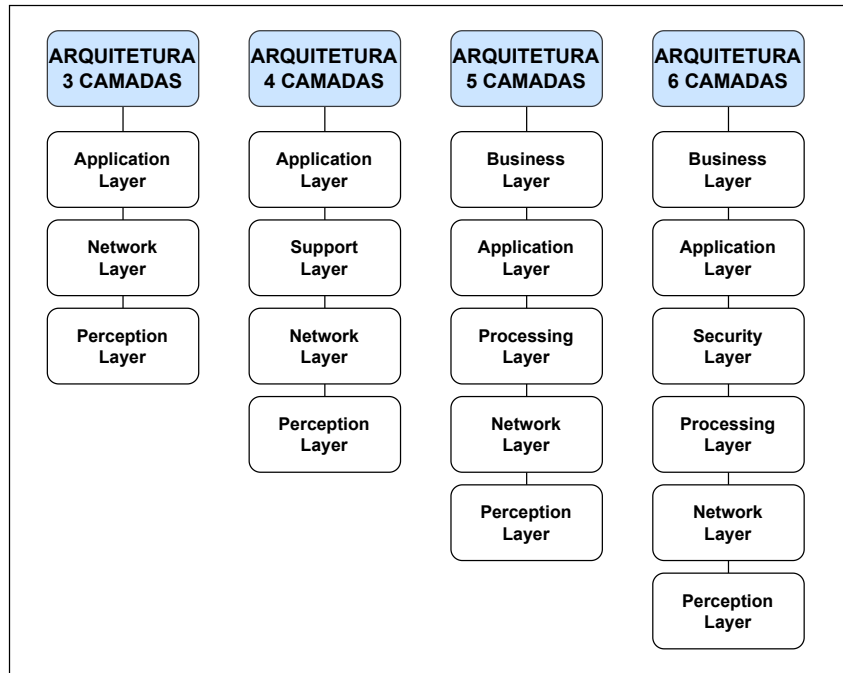 ARQUITETURA
3 CAMADAS
Application
Layer
Network
Layer
Perception
Layer
ARQUITETURA
4 CAMADAS
Application
Layer
Support
Layer
Network
Layer
Perception
Layer
ARQUITETURA
5 CAMADAS
Business
Layer
Application
Layer
Processing
Layer
Network
Layer
Perception
Layer
ARQUITETURA
6 CAMADAS
Business
Layer
Application
Layer
Security
Layer
Processing
Layer
Network
Layer
Perception
Layer